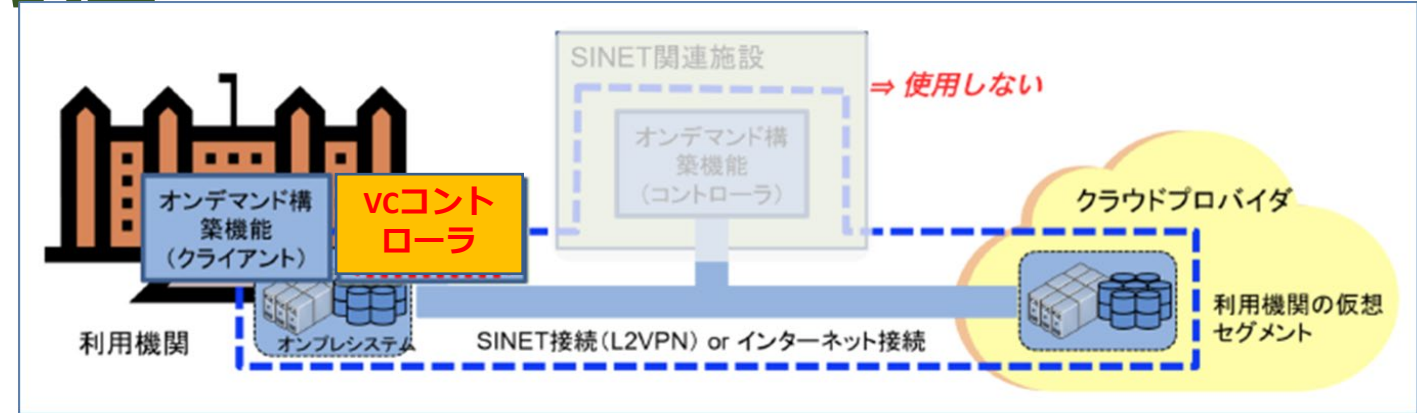 SINET関連施設
⇒ 使用しない
オンデマンド構
築機能
(コントローラ)
オンデマンド構
築機能
(クライアント)
VCコント
ローラ
クラウドプロバイダ
利用機関の仮想
セグメント
利用機関
オンプレシステム
SINET接続(L2VPN) or インターネット接続